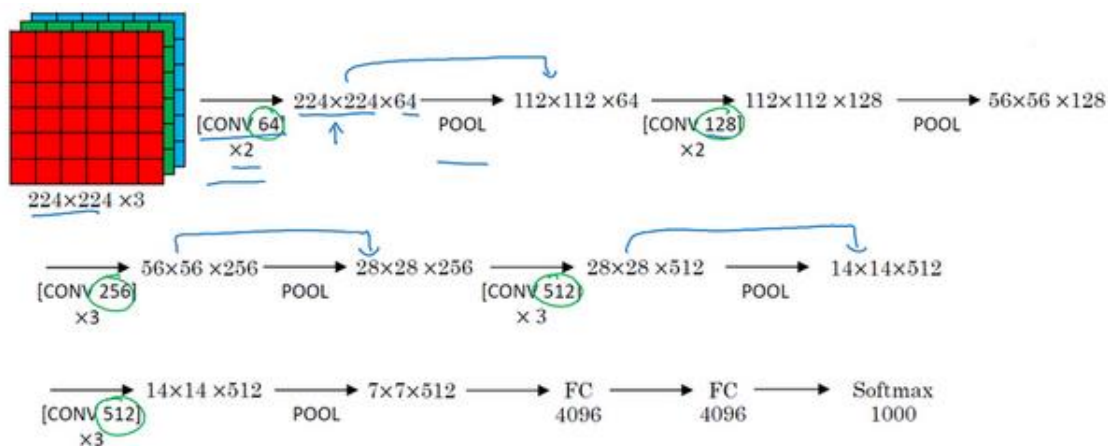 224×224×64
112×112 ×64
112×112 ×128
56×56 ×128
[CONV 64]
POOL
[CONV 128]
POOL
×2
×2
224×224 ×3
56×56 ×256
28×28 ×256
28×28 ×512
14×14×512
[CONV 256]
POOL
[CONV 512]
POOL
×3
× 3
14×14 ×512
7×7×512
FC
FC
Softmax
[CONV 512]
POOL
4096
4096
1000
×3